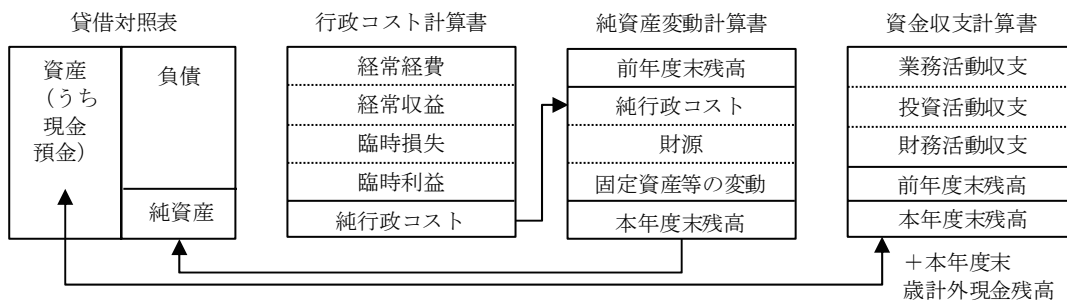 貸借対照表
資産
(うち
現金
預金)
負債
純資産
行政コスト計算書
経常経費
経常収益
臨時損失
臨時利益
純行政コスト
純資産変動計算書
前年度末残高
純行政コスト
財源
固定資産等の変動
本年度末残高
資金収支計算書
業務活動収支
投資活動収支
財務活動収支
前年度末残高
本年度末残高
+本年度末
歳計外現金残高